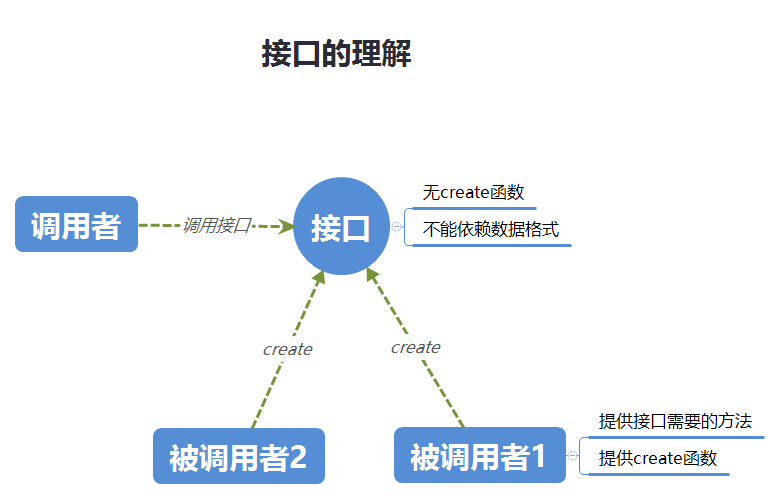 接口的理解
无create函数
调用者
调用接口
接口
不能依赖数据格式
create
create
提供接口需要的方法
被调用者2
被调用者1
提供create函数